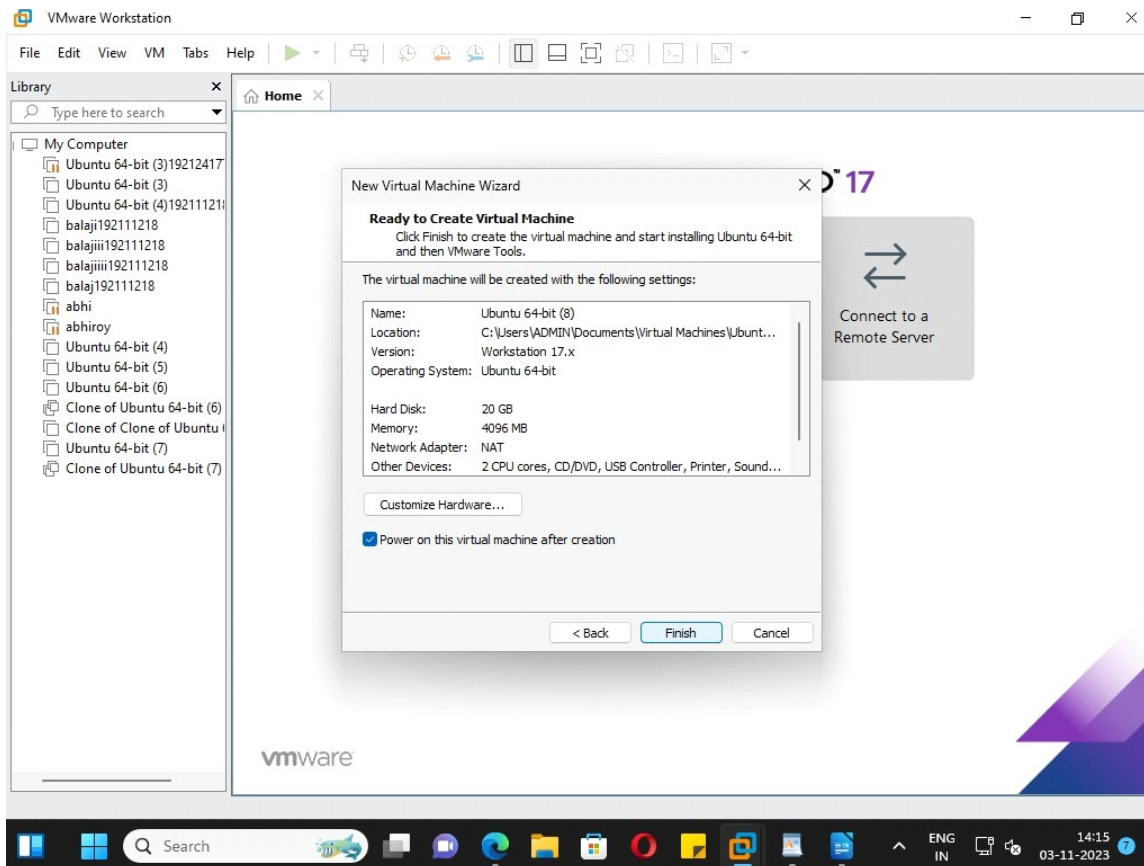 VMware Workstation
File Edit View VM Tabs Help
Library
Home
Type here to search
My Computer
Ubuntu 64-bit (3)19212417
Ubuntu 64-bit (3)
Ubuntu 64-bit (4)19211121
balaji192111218
balajiii192111218
balajiiii192111218
balaj192111218
abhi
abhiroy
Ubuntu 64-bit (4)
Ubuntu 64-bit (5)
Ubuntu 64-bit (6)
Clone of Ubuntu 64-bit (6)
Clone of Clone of Ubuntu
Ubuntu 64-bit (7)
Clone of Ubuntu 64-bit (7)
17
New Virtual Machine Wizard
Ready to Create Virtual Machine
Click Finish to create the virtual machine and start installing Ubuntu 64-bit
and then VMware Tools.
The virtual machine will be created with the following settings:
Name: Ubuntu 64-bit (8)
Location: C:\Users\ADMIN\Documents\Virtual Machines\Ubunt...
Version: Workstation 17.x
Operating System: Ubuntu 64-bit
Hard Disk: 20 GB
Memory: 4096 MB
Network Adapter: NAT
Other Devices: 2 CPU cores, CD/DVD, USB Controller, Printer, Sound...
Customize Hardware...
Power on this virtual machine after creation
< Back Finish Cancel
Connect to a
Remote Server
vmware
Search
ENG
IN
14:15
03-11-2023
7